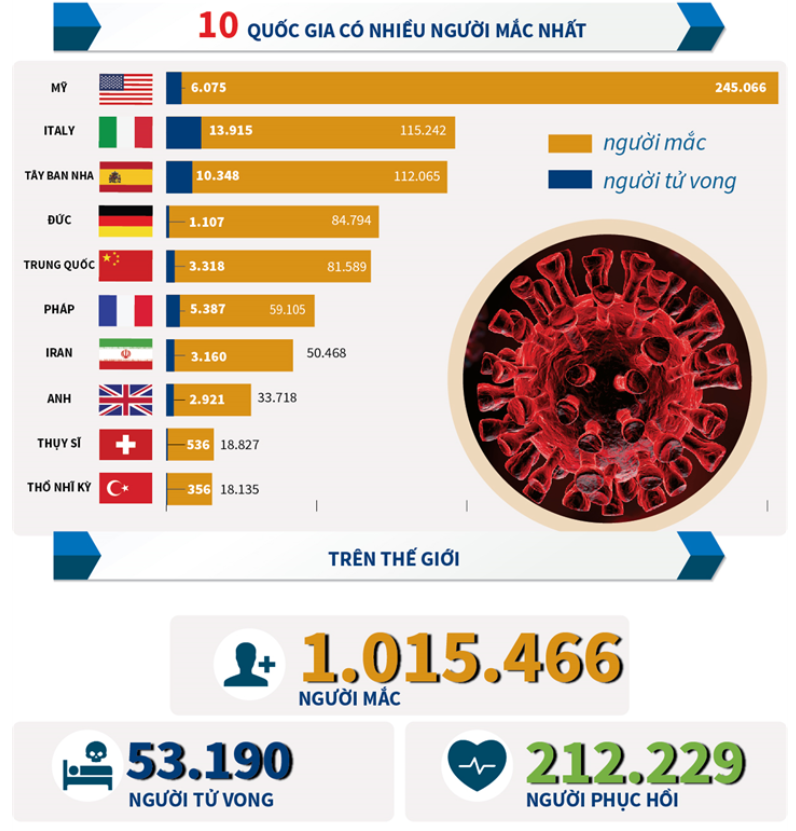 10 QUỐC GIA CÓ NHIỀU NGƯỜI MẮC NHẤT
MỸ 6.075 245.066
ITALY 13.915 115.242
TÂY BAN NHA 10.348 112.065
ĐỨC 1.107 84.794
TRUNG QUỐC 3.318 81.589
PHÁP 5.387 59.105
IRAN 3.160 50.468
ANH 2.921 33.718
THỤY SĨ 536 18.827
THỔ NHĨ KỲ 356 18.135
người mắc
người tử vong
TRÊN THẾ GIỚI
1.015.466
NGƯỜI MẮC
53.190
NGƯỜI TỬ VONG
212.229
NGƯỜI PHỤC HỒI